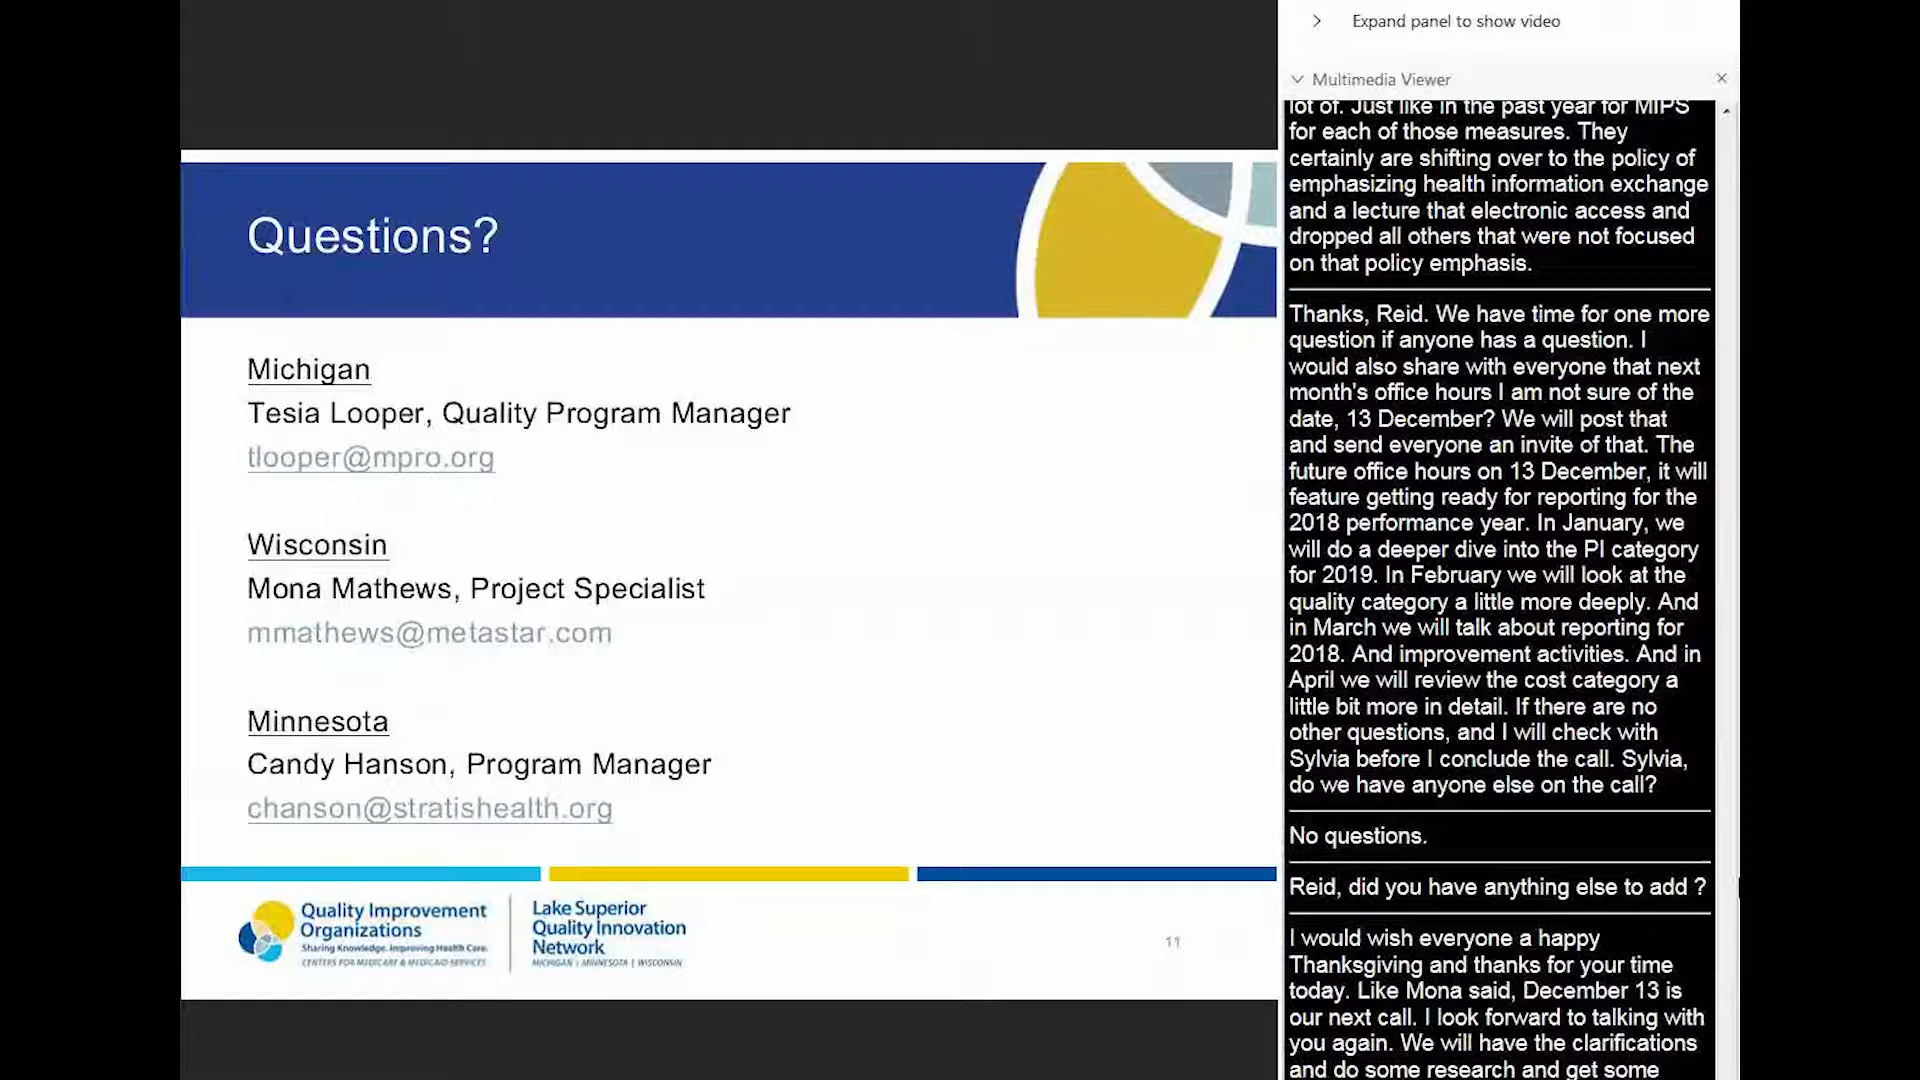 Questions?
Michigan
Tesia Looper, Quality Program Manager
tlooper@mpro.org
Wisconsin
Mona Mathews, Project Specialist
mmathews@metastar.com
Minnesota
Candy Hanson, Program Manager
chanson@stratishealth.org
Quality Improvement
Organizations
Sharing Knowledge. Improving Health Care.
CENTERS FOR MEDICARE & MEDICAID SERVICES
Lake Superior
Quality Innovation
Network
MICHIGAN | MINNESOTA | WISCONSIN
11
Expand panel to show video
Multimedia Viewer
lot of. Just like in the past year for MIPS
for each of those measures. They
certainly are shifting over to the policy of
emphasizing health information exchange
and a lecture that electronic access and
dropped all others that were not focused
on that policy emphasis.
Thanks, Reid. We have time for one more
question if anyone has a question. I
would also share with everyone that next
month's office hours I am not sure of the
date, 13 December? We will post that
and send everyone an invite of that. The
future office hours on 13 December, it will
feature getting ready for reporting for the
2018 performance year. In January, we
will do a deeper dive into the PI category
for 2019. In February we will look at the
quality category a little more deeply. And
in March we will talk about reporting for
2018. And improvement activities. And in
April we will review the cost category a
little bit more in detail. If there are no
other questions, and I will check with
Sylvia before I conclude the call. Sylvia,
do we have anyone else on the call?
No questions.
Reid, did you have anything else to add ?
I would wish everyone a happy
Thanksgiving and thanks for your time
today. Like Mona said, December 13 is
our next call. I look forward to talking with
you again. We will have the clarifications
and do some research and get some